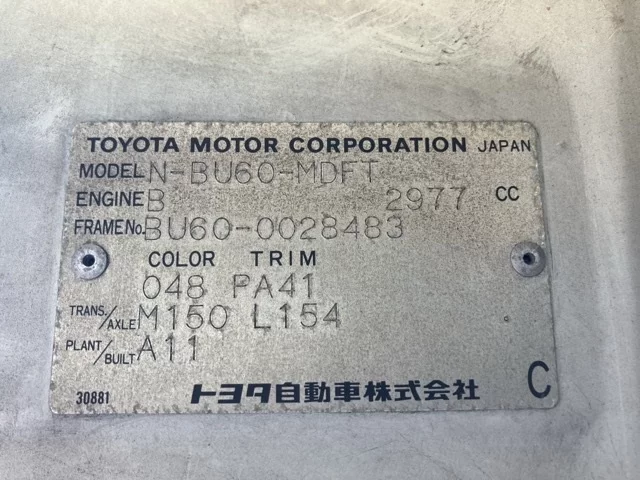 TOYOTA MOTOR CORPORATION JAPAN
MODEL N-BU60-MDFT
ENGINE B 2977 CC
FRAME No. BU60-0028483
COLOR TRIM
048 PA41
TRANS./AXLE M150 L154
PLANT/BUILT A11
30881 トヨタ自動車株式会社 C